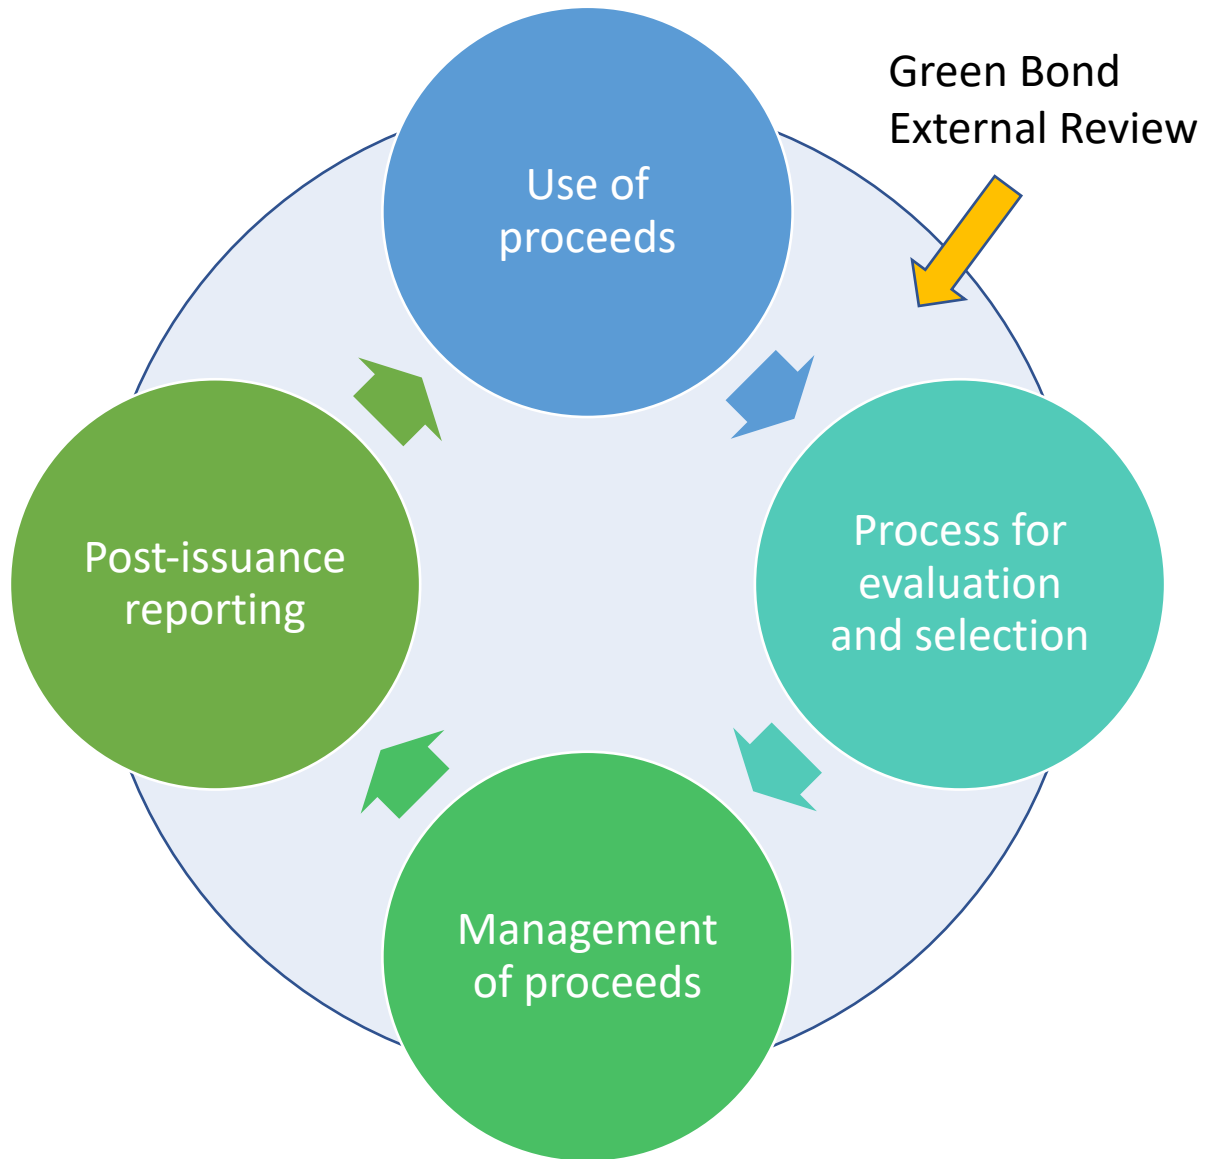 Green Bond
External Review
Use of
proceeds
Process for
evaluation
and selection
Management
of proceeds
Post-issuance
reporting